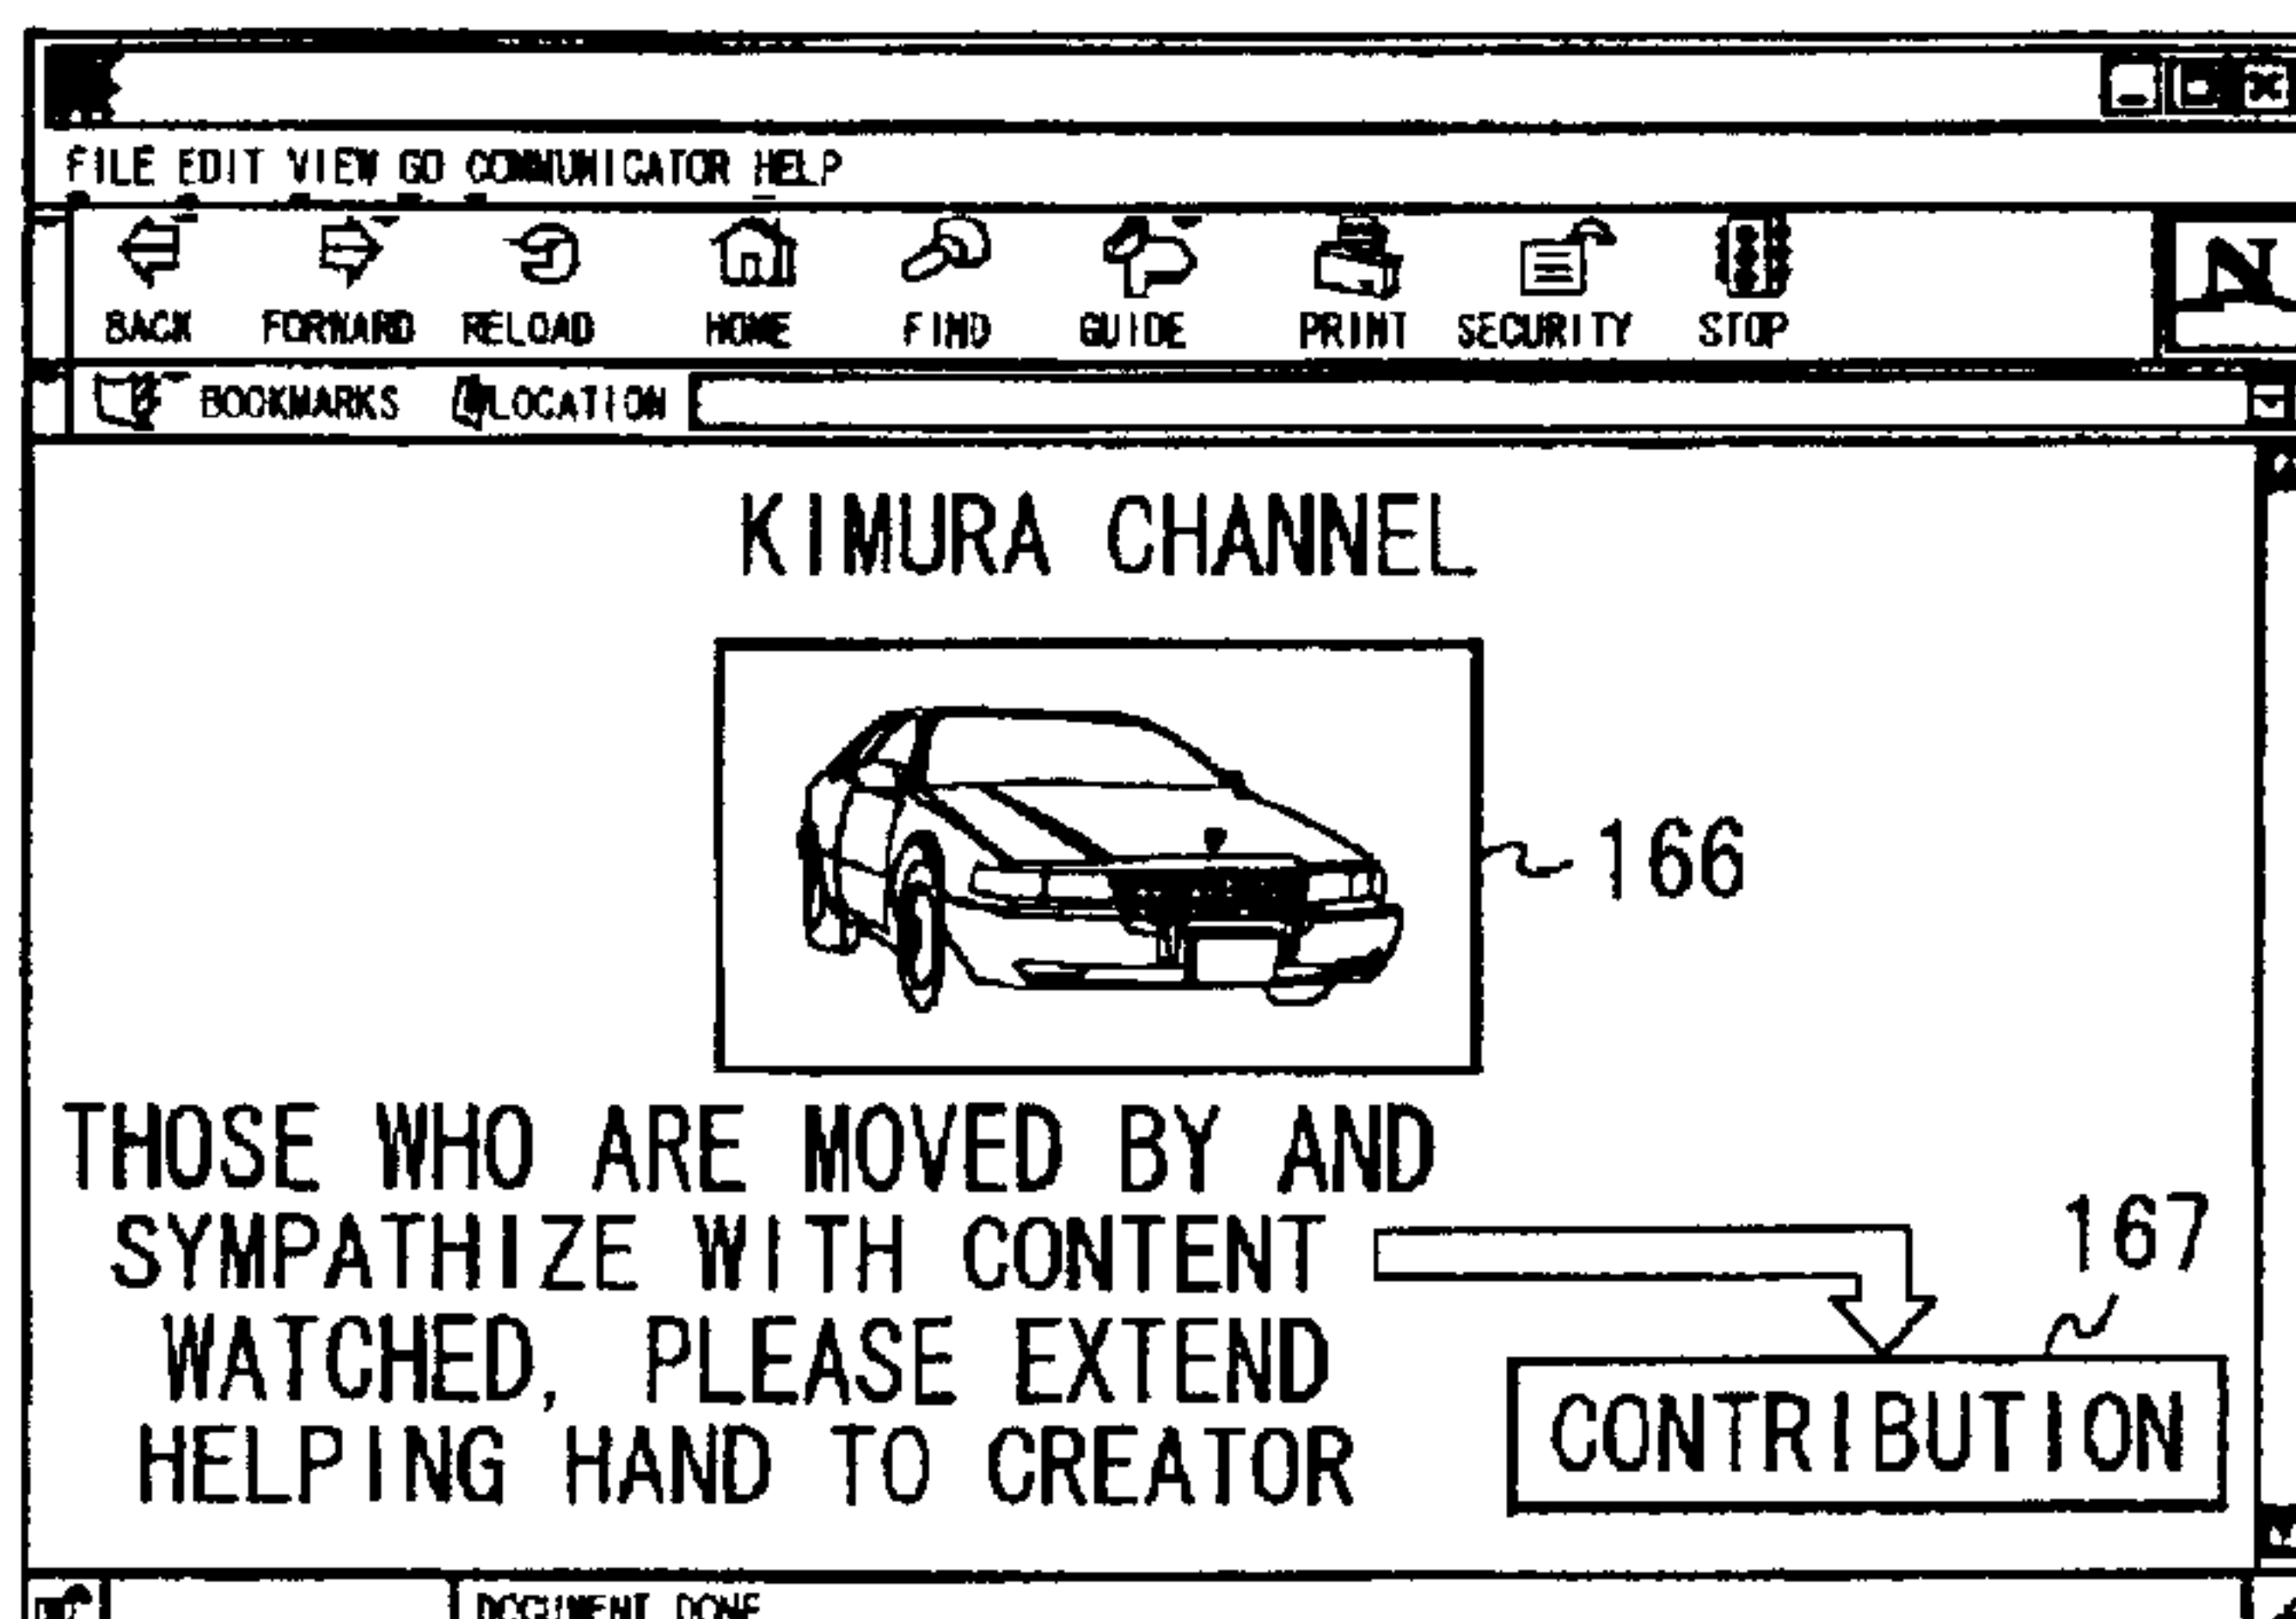 FILE EDIT VIEW GO COMMUNICATOR HELP
N
BACK FORWARD RELOAD HOME FIND GUIDE PRINT SECURITY STOP
BOOKMARKS LOCATION
KIMURA CHANNEL
166
THOSE WHO ARE MOVED BY AND
SYMPATHIZE WITH CONTENT
167
WATCHED, PLEASE EXTEND
HELPING HAND TO CREATOR
CONTRIBUTION
DOCUMENT DONE